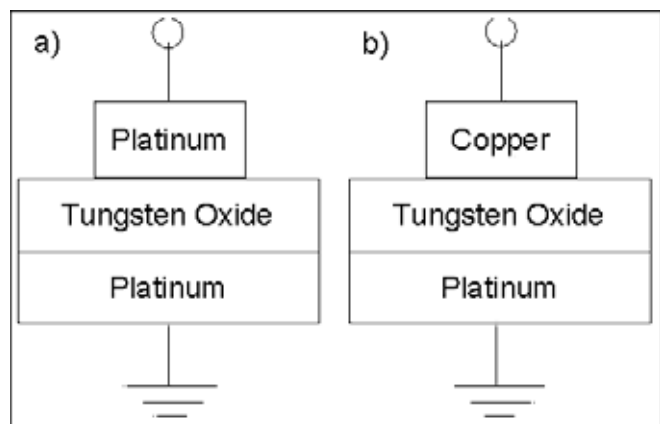 a)
Platinum
Tungsten Oxide
Platinum
b)
Copper
Tungsten Oxide
Platinum